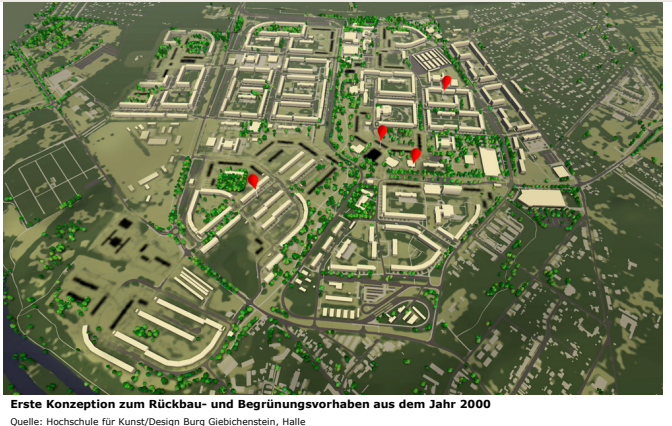 Erste Konzeption zum Rückbau- und Begrünungsvorhaben aus dem Jahr 2000
Quelle: Hochschule für Kunst/Design Burg Giebichenstein, Halle